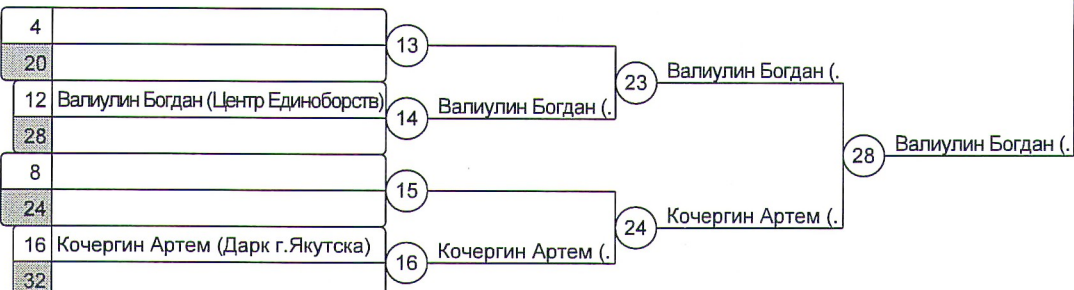 4
20
13
12 Валиулин Богдан (Центр Единоборств)
28
14
Валиулин Богдан (.
23
Валиулин Богдан (.
8
24
15
16 Кочергин Артем (Дарк г.Якутска)
32
16
Кочергин Артем (.
24
Кочергин Артем (.
28
Валиулин Богдан (.